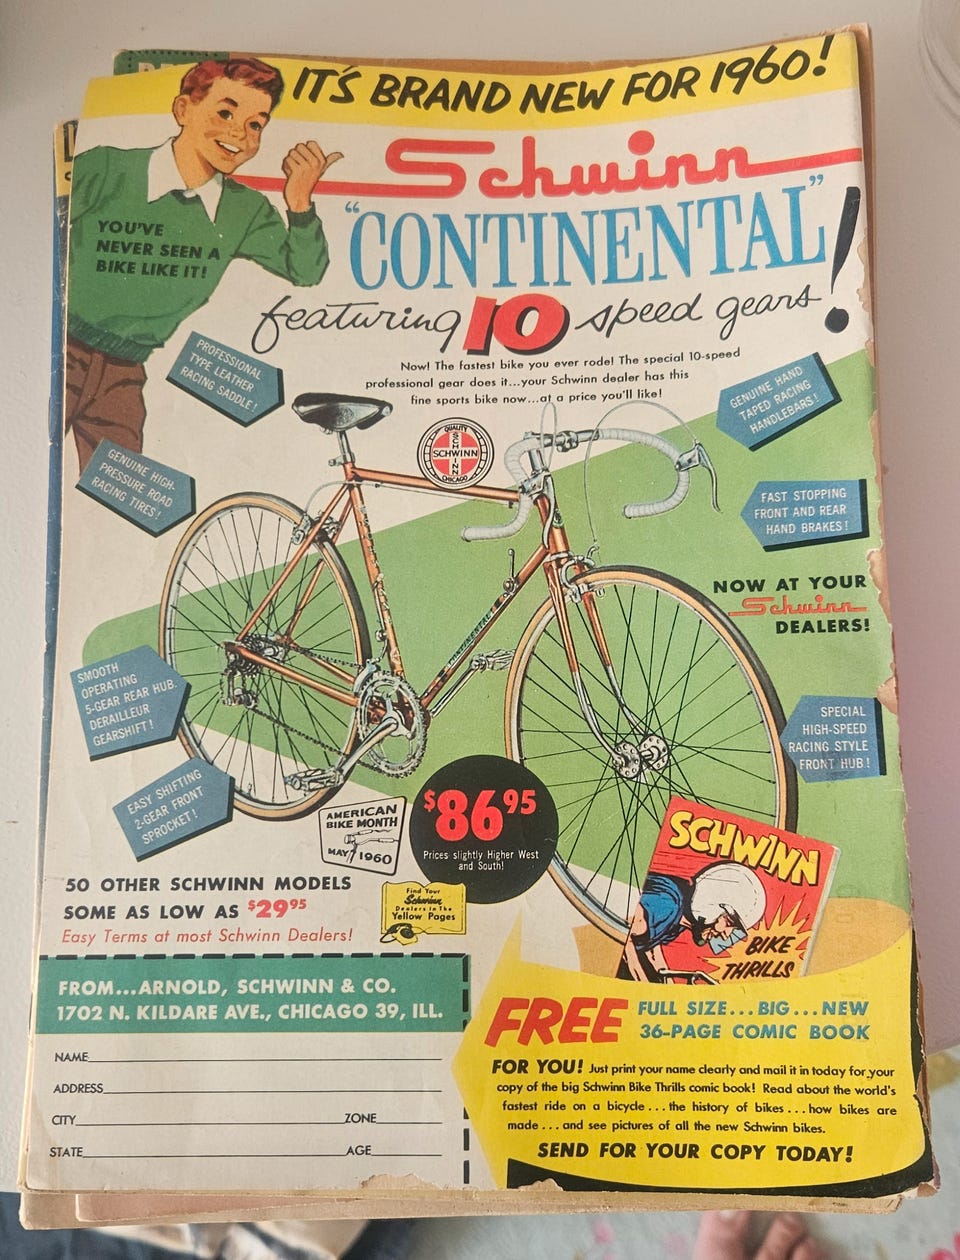 IT'S BRAND NEW FOR 1960!
Schwinn
"CONTINENTAL"!
featuring 10 speed gears
YOU'VE
NEVER SEEN A
BIKE LIKE IT!
Now! The fastest bike you ever rode! The special 10-speed
professional gear does it...your Schwinn dealer has this
fine sports bike now...at a price you'll like!
PROFESSIONAL
TYPE LEATHER
RACING SADDLE!
GENUINE HAND
TAPED RACING
HANDLEBARS!
QUALITY
SCHWINN
SCHWINN
CHICAGO
GENUINE HIGH-
PRESSURE ROAD
RACING TIRES!
FAST STOPPING
FRONT AND REAR
HAND BRAKES!
NOW AT YOUR
Schwinn
DEALERS!
CONTINENTAL
SMOOTH
OPERATING
5-GEAR REAR HUB.
DERAILLEUR
GEARSHIFT!
SPECIAL
HIGH-SPEED
RACING STYLE
FRONT HUB!
EASY SHIFTING
2-GEAR FRONT
SPROCKET!
AMERICAN
BIKE MONTH
MAY 1960
$86.95
Prices slightly Higher West
and South!
SCHWINN
BIKE
THRILLS
50 OTHER SCHWINN MODELS
SOME AS LOW AS $29.95
Easy Terms at most Schwinn Dealers!
Find Your
Schwinn
Dealers In The
Yellow Pages
FROM...ARNOLD, SCHWINN & CO.
1702 N. KILDARE AVE., CHICAGO 39, ILL.
NAME
ADDRESS
CITY ZONE
STATE AGE
FREE FULL SIZE...BIG...NEW
36-PAGE COMIC BOOK
FOR YOU! Just print your name clearly and mail it in today for your
copy of the big Schwinn Bike Thrills comic book! Read about the world's
fastest ride on a bicycle...the history of bikes...how bikes are
made...and see pictures of all the new Schwinn bikes.
SEND FOR YOUR COPY TODAY!